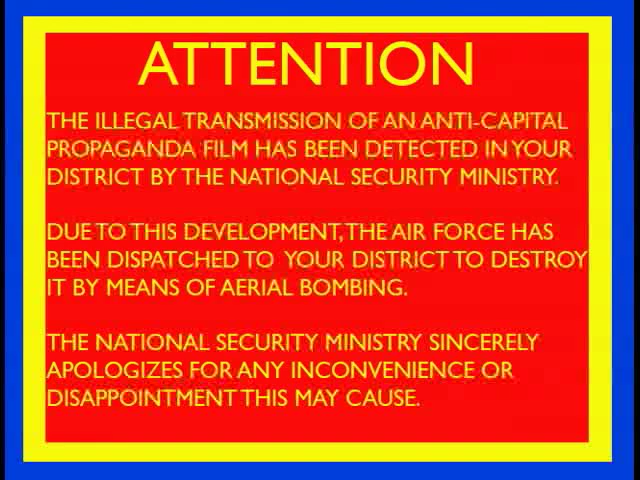 ATTENTION
THE ILLEGAL TRANSMISSION OF AN ANTI-CAPITAL
PROPAGANDA FILM HAS BEEN DETECTED IN YOUR
DISTRICT BY THE NATIONAL SECURITY MINISTRY.
DUE TO THIS DEVELOPMENT, THE AIR FORCE HAS
BEEN DISPATCHED TO YOUR DISTRICT TO DESTROY
IT BY MEANS OF AERIAL BOMBING.
THE NATIONAL SECURITY MINISTRY SINCERELY
APOLOGIZES FOR ANY INCONVENIENCE OR
DISAPPOINTMENT THIS MAY CAUSE.